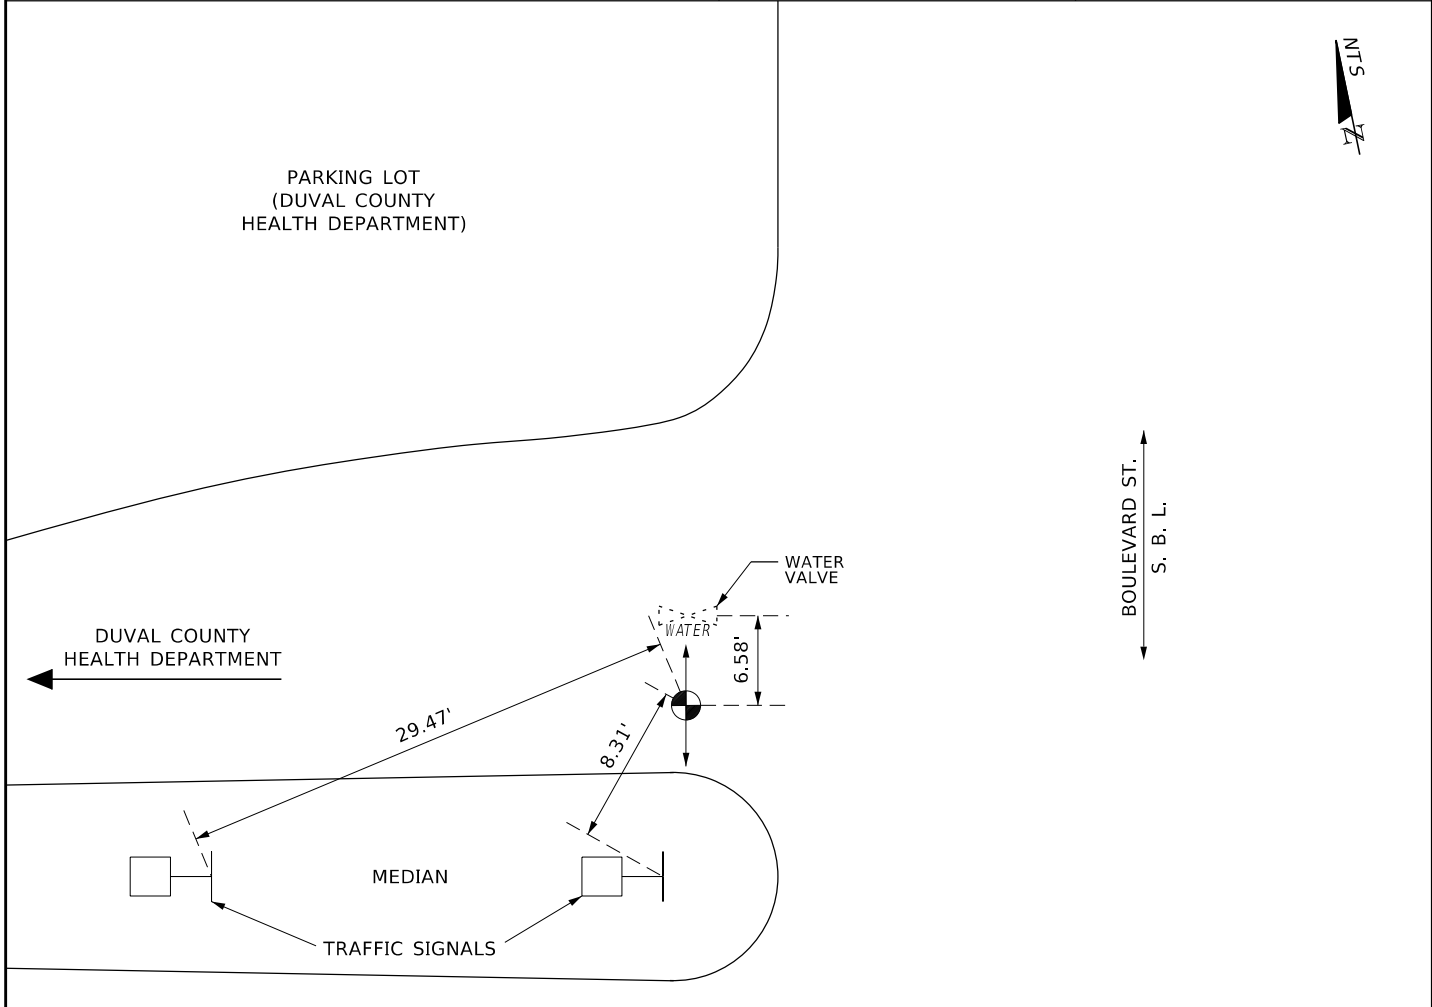 NTS
N
PARKING LOT
(DUVAL COUNTY
HEALTH DEPARTMENT)
BOULEVARD ST.
S. B. L.
WATER
VALVE
WATER
6.58'
DUVAL COUNTY
HEALTH DEPARTMENT
29.47'
8.31'
MEDIAN
TRAFFIC SIGNALS